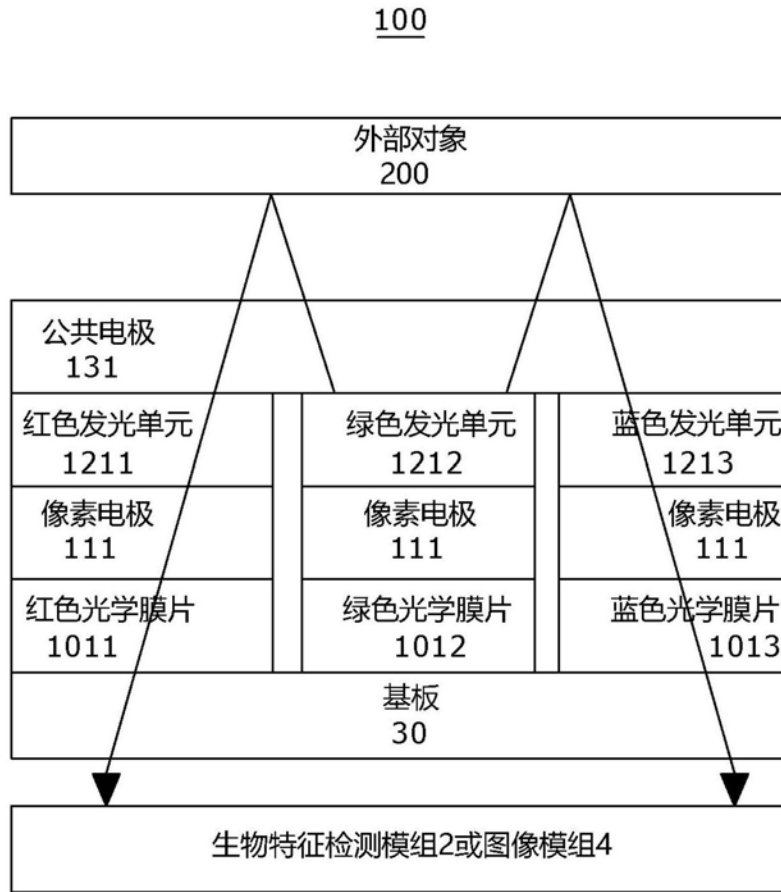 100
外部对象
200
公共电极
131
红色发光单元 绿色发光单元 蓝色发光单元
1211 1212 1213
像素电极 像素电极 像素电极
111 111 111
红色光学膜片 绿色光学膜片 蓝色光学膜片
1011 1012 1013
基板
30
生物特征检测模组2或图像模组4